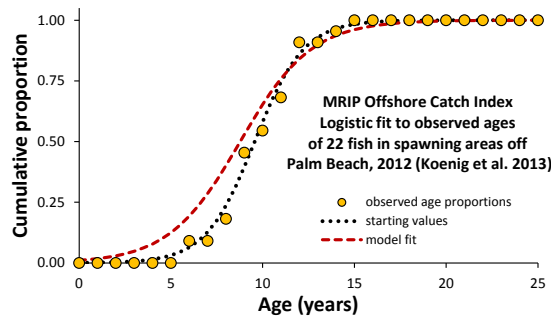 1.00
0.75
0.50
0.25
0.00
Cumulative proportion
MRIP Offshore Catch Index
Logistic fit to observed ages
of 22 fish in spawning areas off
Palm Beach, 2012 (Koenig et al. 2013)
observed age proportions
starting values
model fit
0 5 10 15 20 25
Age (years)